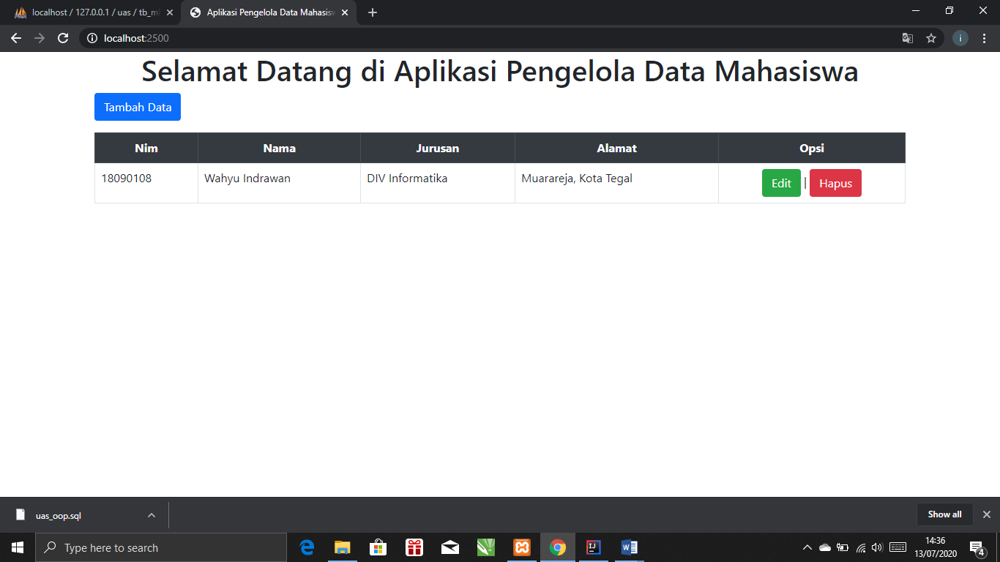 localhost / 127.0.0.1 / uas / tb_m
Aplikasi Pengelola Data Mahasisw
localhost:2500
i
Selamat Datang di Aplikasi Pengelola Data Mahasiswa
Tambah Data
Nim Nama Jurusan Alamat Opsi
18090108 Wahyu Indrawan DIV Informatika Muarareja, Kota Tegal Edit | Hapus
uas_oop.sql
Show all
Type here to search
14:36
13/07/2020
4